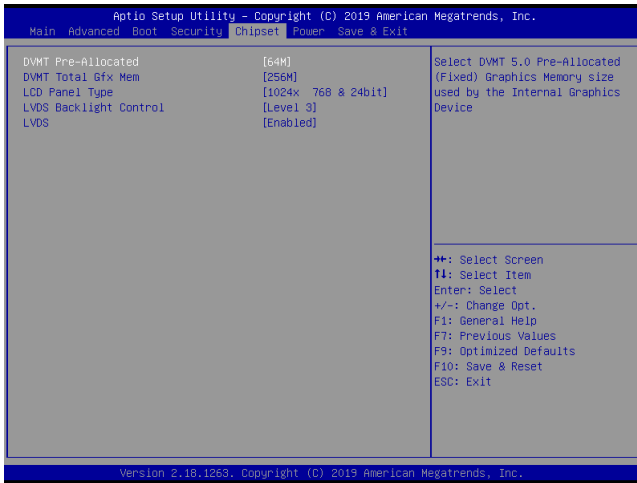 Aptio Setup Utility – Copyright (C) 2019 American Megatrends, Inc.
Main Advanced Boot Security Chipset Power Save & Exit
DVMT Pre-Allocated [64M]
DVMT Total Gfx Mem [256M]
LCD Panel Type [1024x 768 & 24bit]
LVDS Backlight Control [Level 3]
LVDS [Enabled]
Select DVMT 5.0 Pre-Allocated
(Fixed) Graphics Memory size
used by the Internal Graphics
Device
→←: Select Screen
↑↓: Select Item
Enter: Select
+/-: Change Opt.
F1: General Help
F7: Previous Values
F9: Optimized Defaults
F10: Save & Reset
ESC: Exit
Version 2.18.1263. Copyright (C) 2019 American Megatrends, Inc.